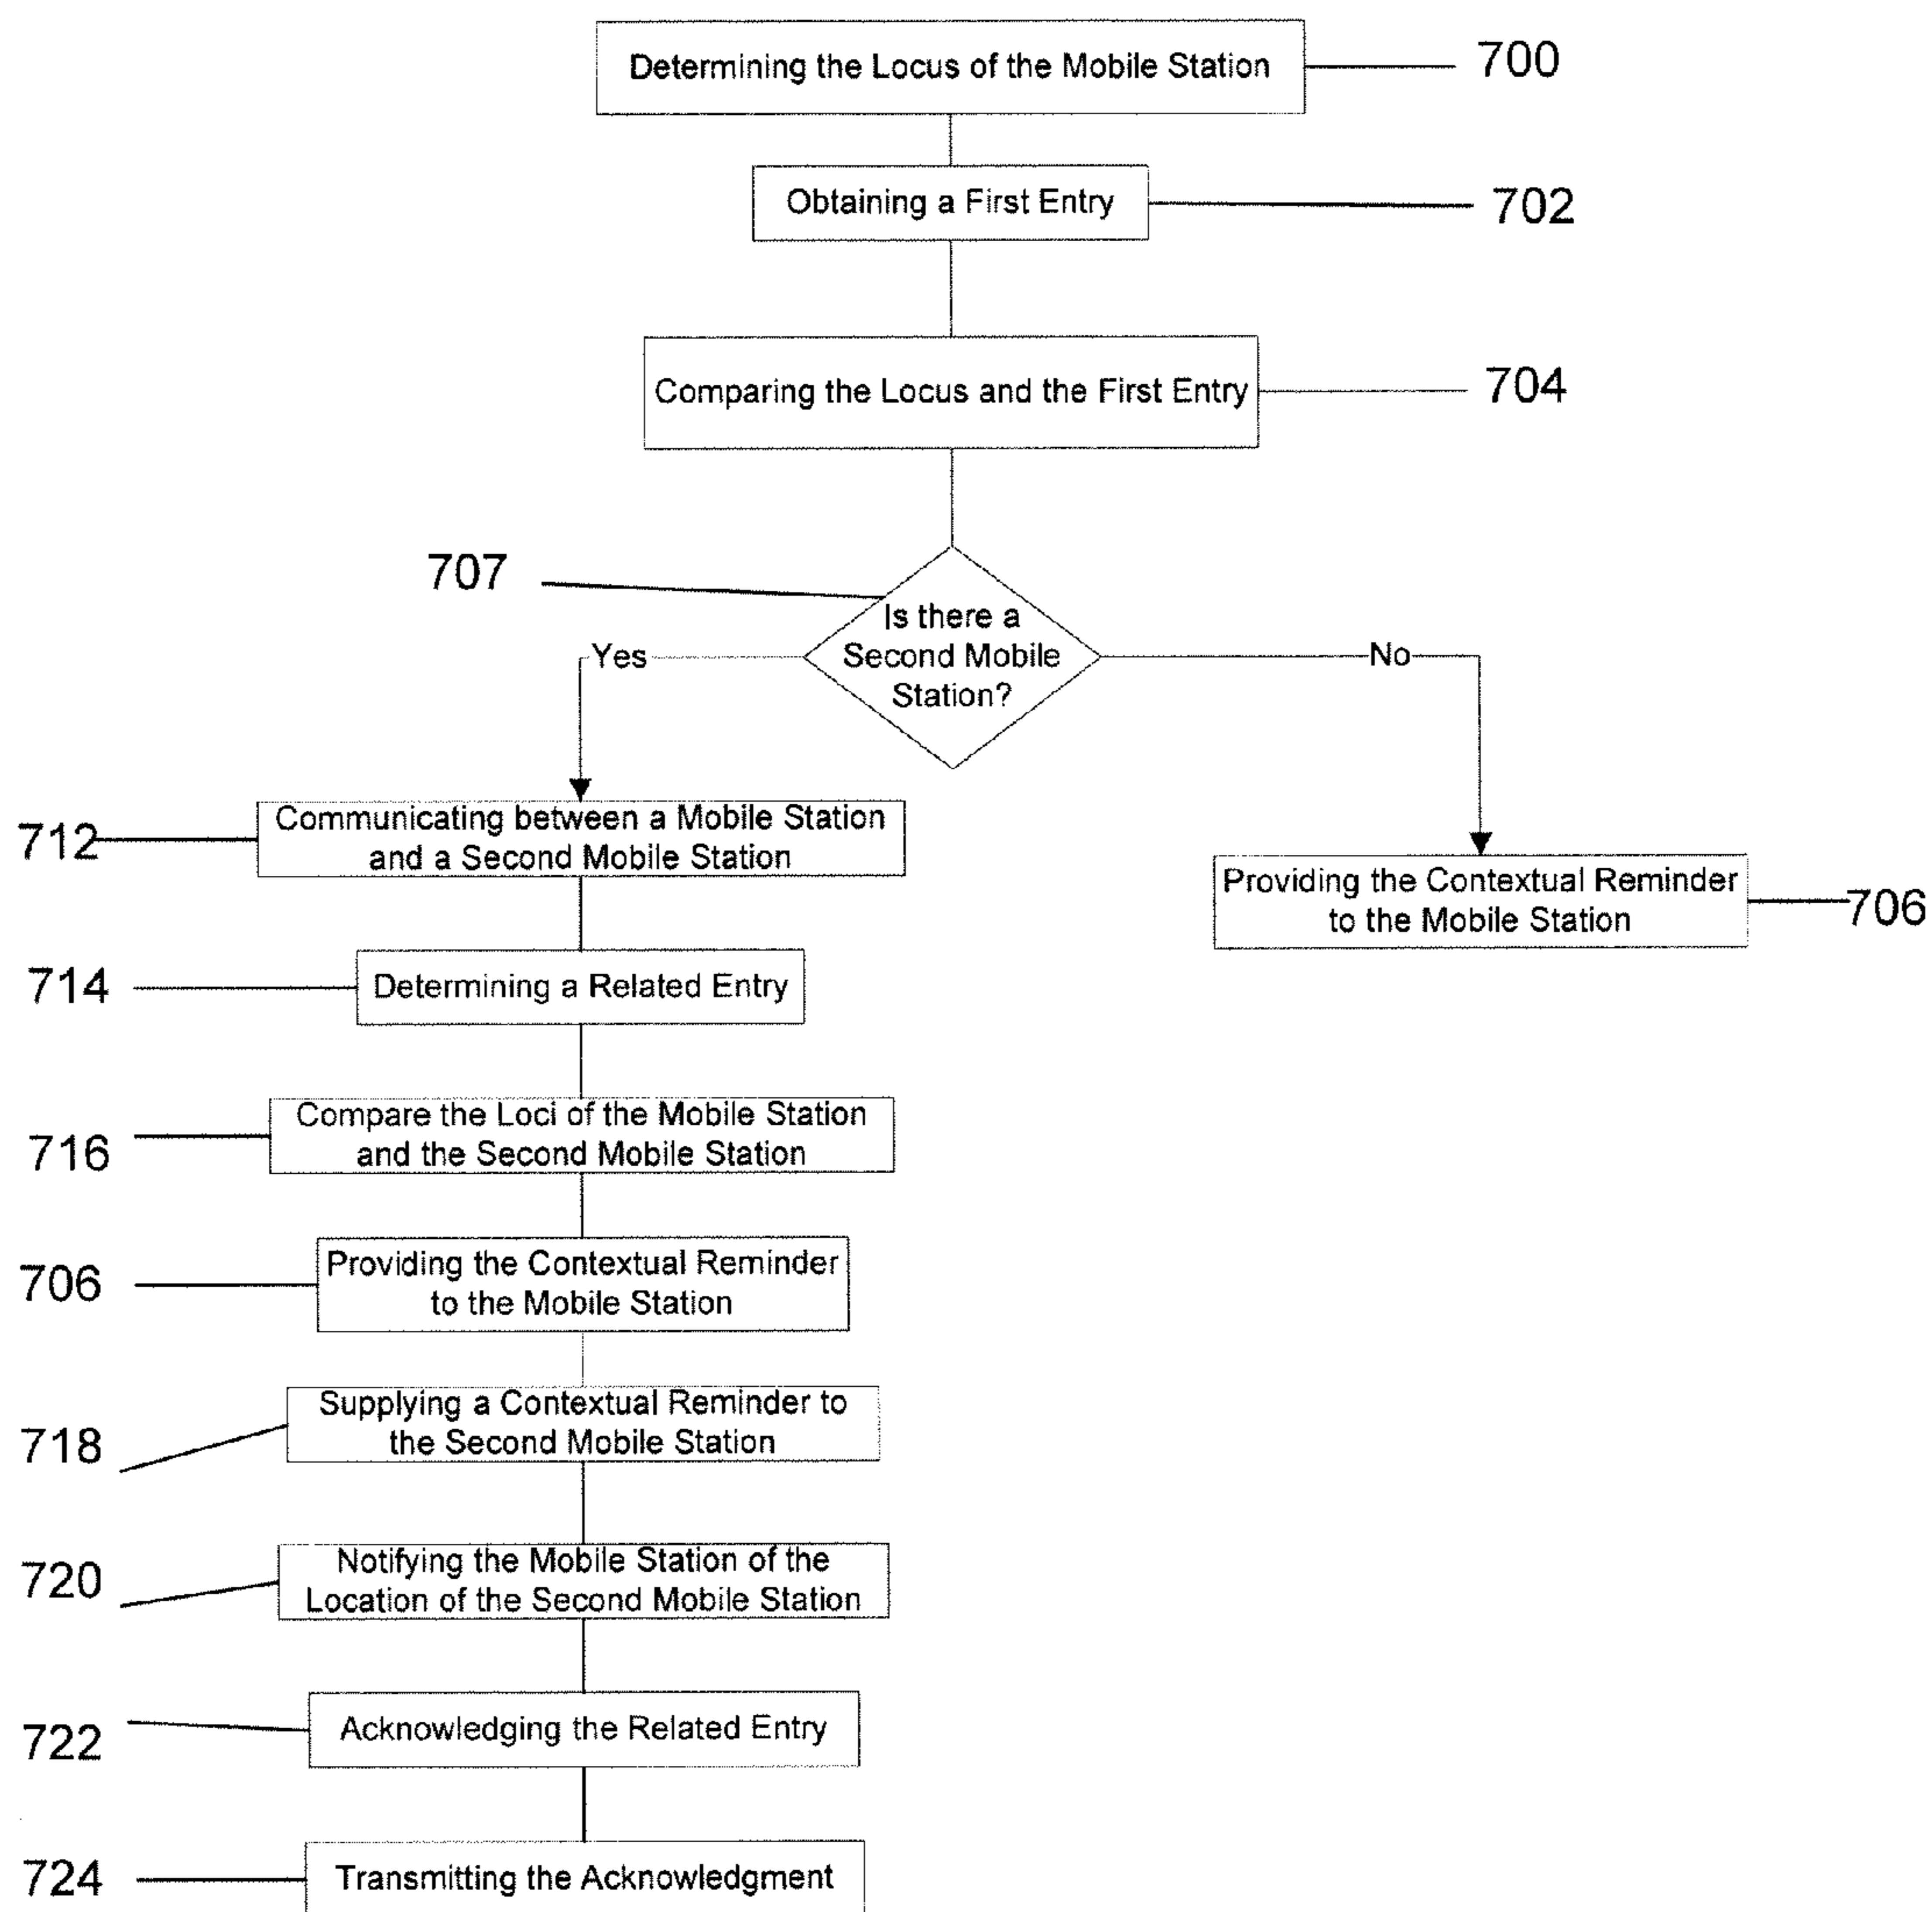 Determining the Locus of the Mobile Station
700
Obtaining a First Entry
702
Comparing the Locus and the First Entry
704
707
Is there a
Second Mobile
Station?
Yes
No
712
Communicating between a Mobile Station
and a Second Mobile Station
Providing the Contextual Reminder
to the Mobile Station
706
714
Determining a Related Entry
716
Compare the Loci of the Mobile Station
and the Second Mobile Station
706
Providing the Contextual Reminder
to the Mobile Station
718
Supplying a Contextual Reminder to
the Second Mobile Station
720
Notifying the Mobile Station of the
Location of the Second Mobile Station
722
Acknowledging the Related Entry
724
Transmitting the Acknowledgment